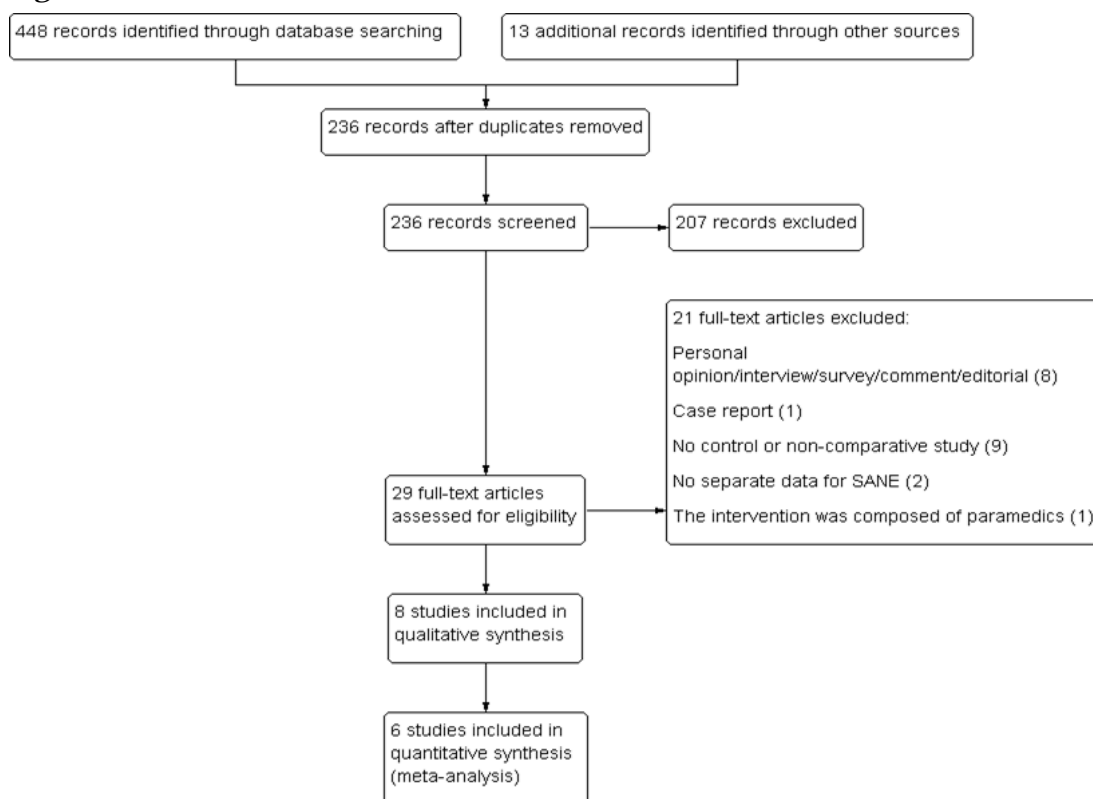 448 records identified through database searching
13 additional records identified through other sources
236 records after duplicates removed
236 records screened
207 records excluded
21 full-text articles excluded:
Personal
opinion/interview/survey/comment/editorial (8)
Case report (1)
No control or non-comparative study (9)
No separate data for SANE (2)
The intervention was composed of paramedics (1)
29 full-text articles
assessed for eligibility
8 studies included in
qualitative synthesis
6 studies included in
quantitative synthesis
(meta-analysis)